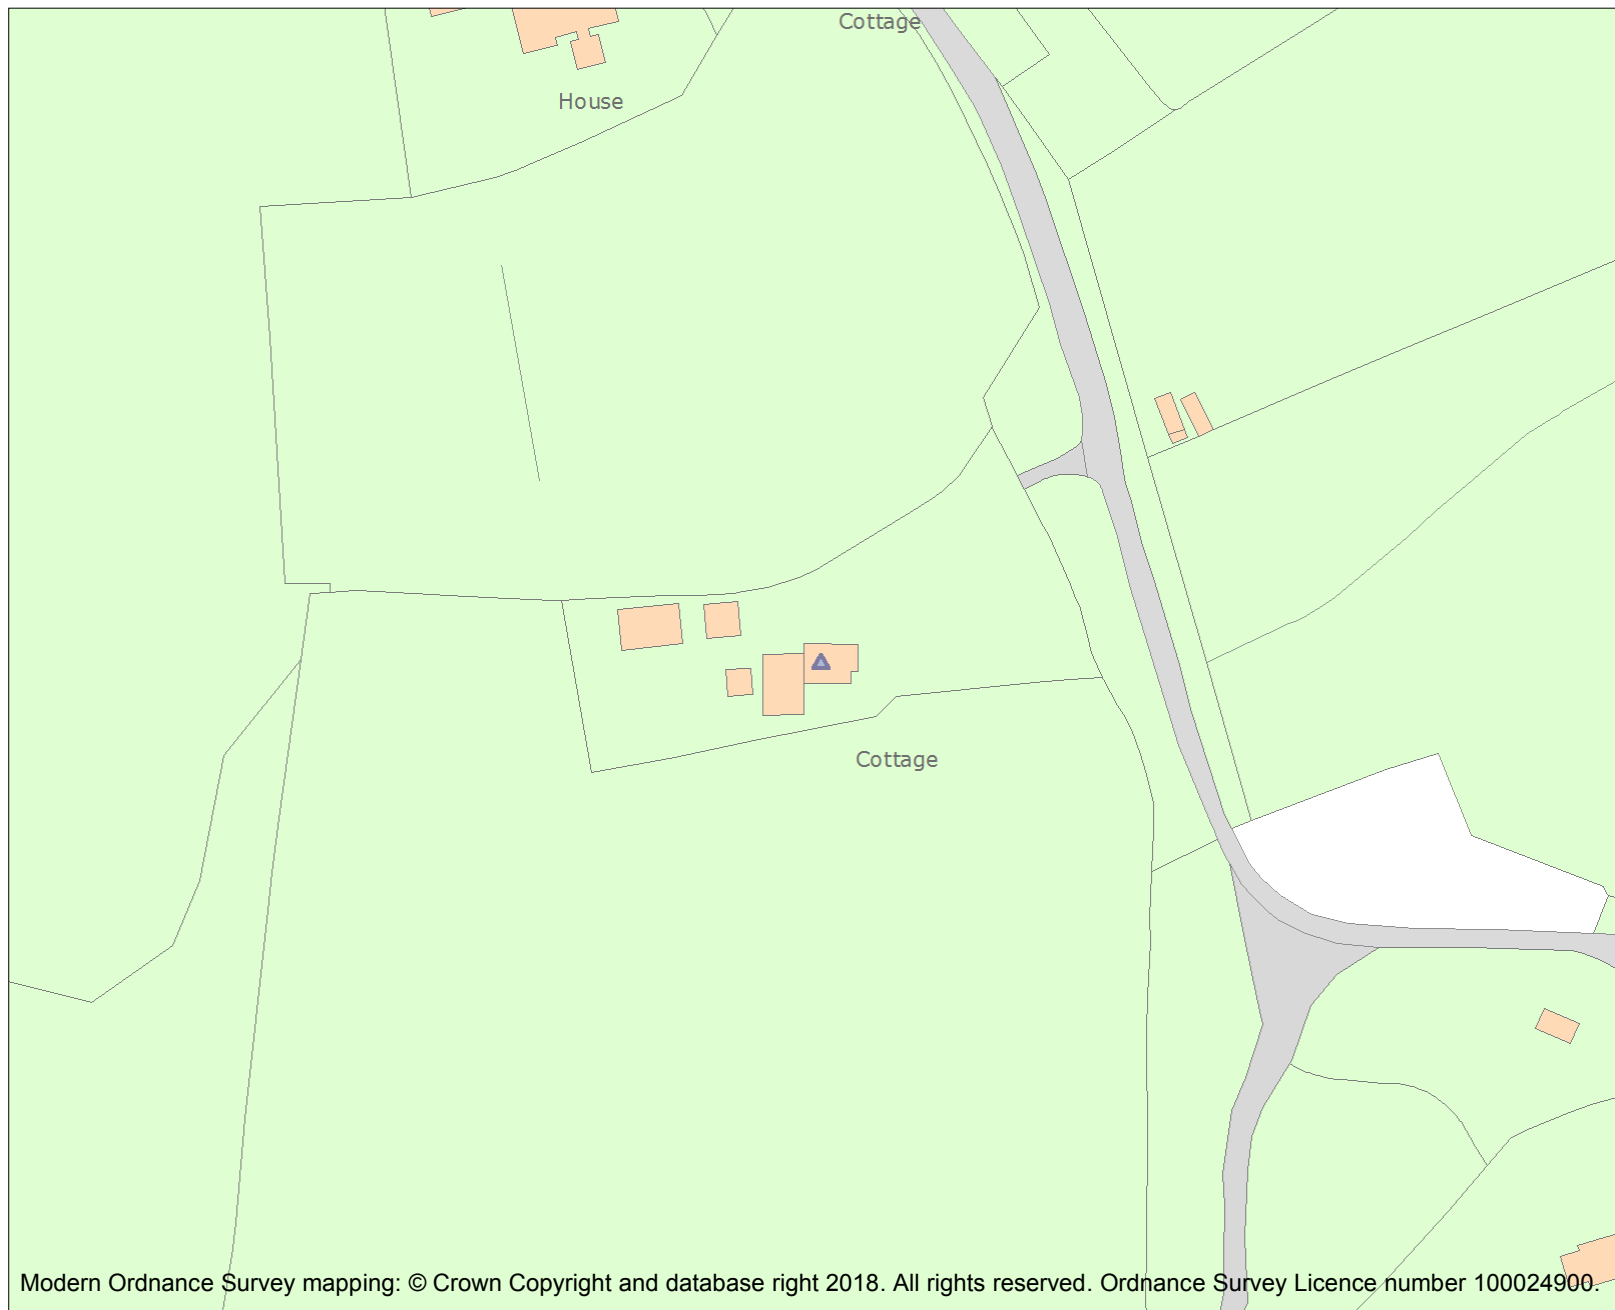 Cottage
House
Cottage
Modern Ordnance Survey mapping: © Crown Copyright and database right 2018. All rights reserved. Ordnance Survey Licence number 100024900.